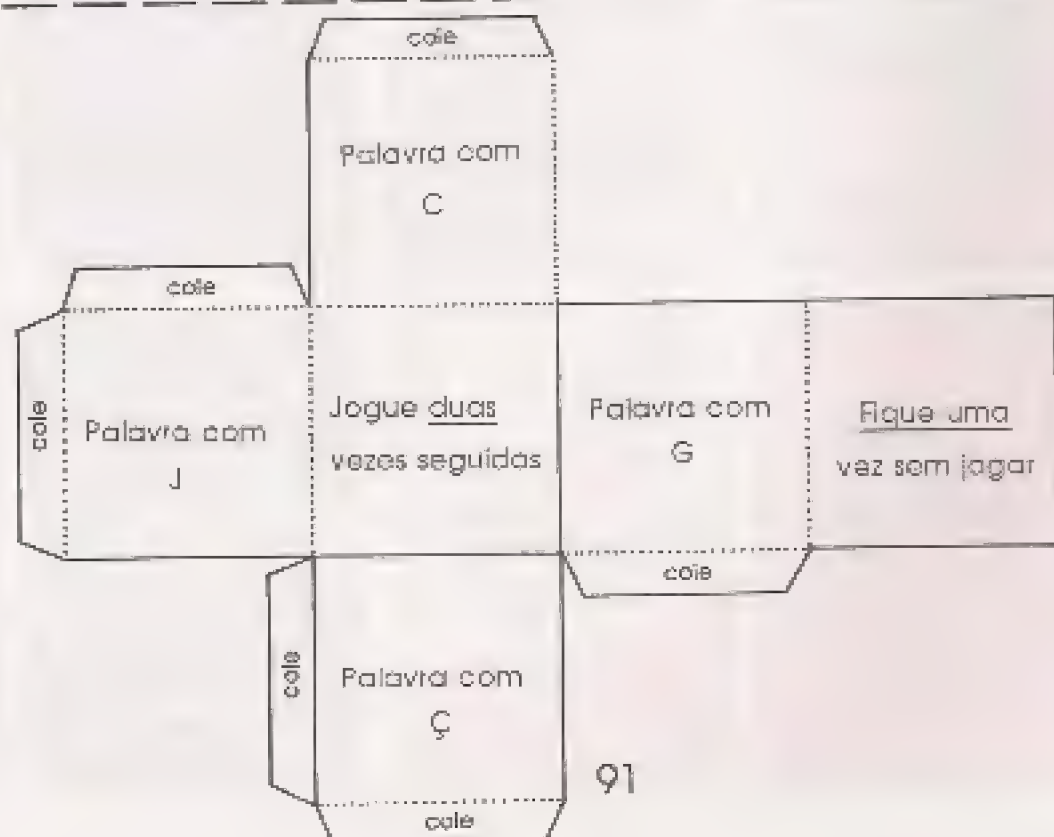 cole
Palavra com
C
cole
cole
Palavra com
J
Jogue duas
vezes seguidas
Palavra com
G
Fique uma
vez sem jogar
cole
cole
Palavra com
Ç
91
cole